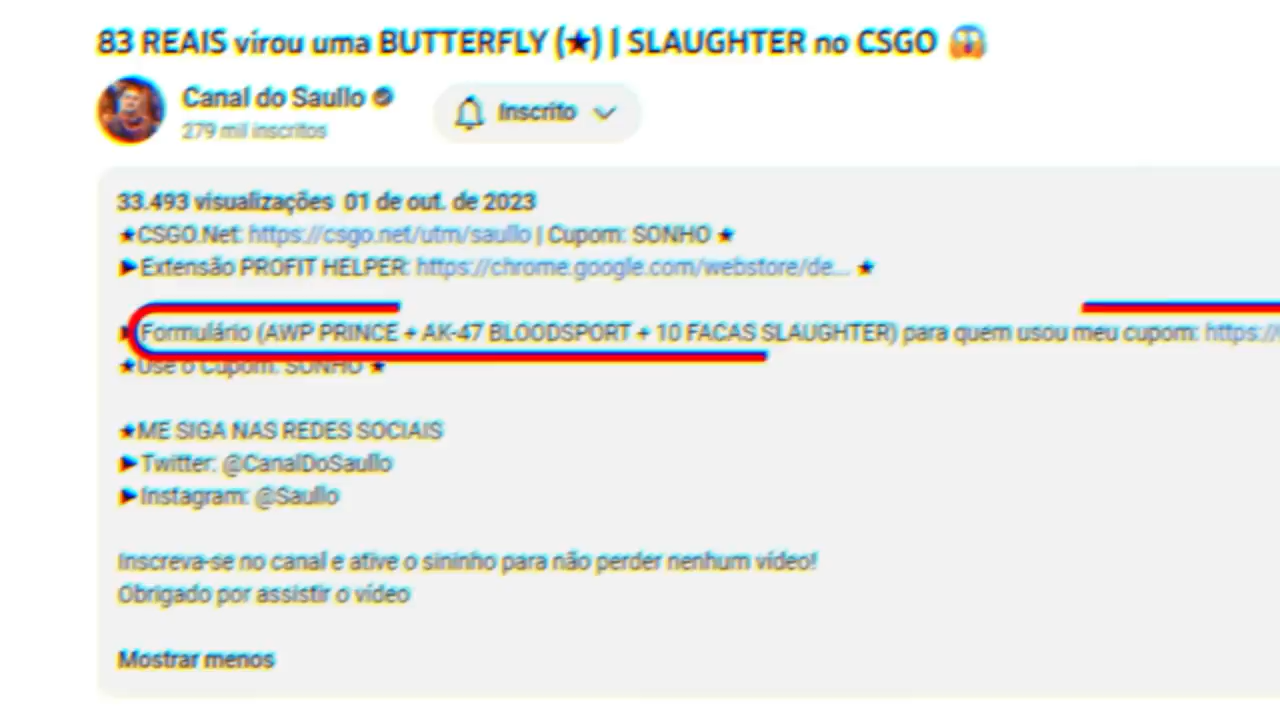 83 REAIS virou uma BUTTERFLY (★) | SLAUGHTER no CSGO 😱
Canal do Saullo
279 mil inscritos
Inscrito
33.493 visualizações 01 de out. de 2023
★CSGO.Net: https://csgo.net/utm/saullo | Cupom: SONHO ★
►Extensão PROFIT HELPER: https://chrome.google.com/webstore/de... ★
►Formulário (AWP PRINCE + AK-47 BLOODSPORT + 10 FACAS SLAUGHTER) para quem usou meu cupom: https://
★Use o Cupom: SONHO ★
★ME SIGA NAS REDES SOCIAIS
►Twitter: @CanalDoSaullo
►Instagram: @Saullo
Inscreva-se no canal e ative o sininho para não perder nenhum vídeo!
Obrigado por assistir o vídeo
Mostrar menos